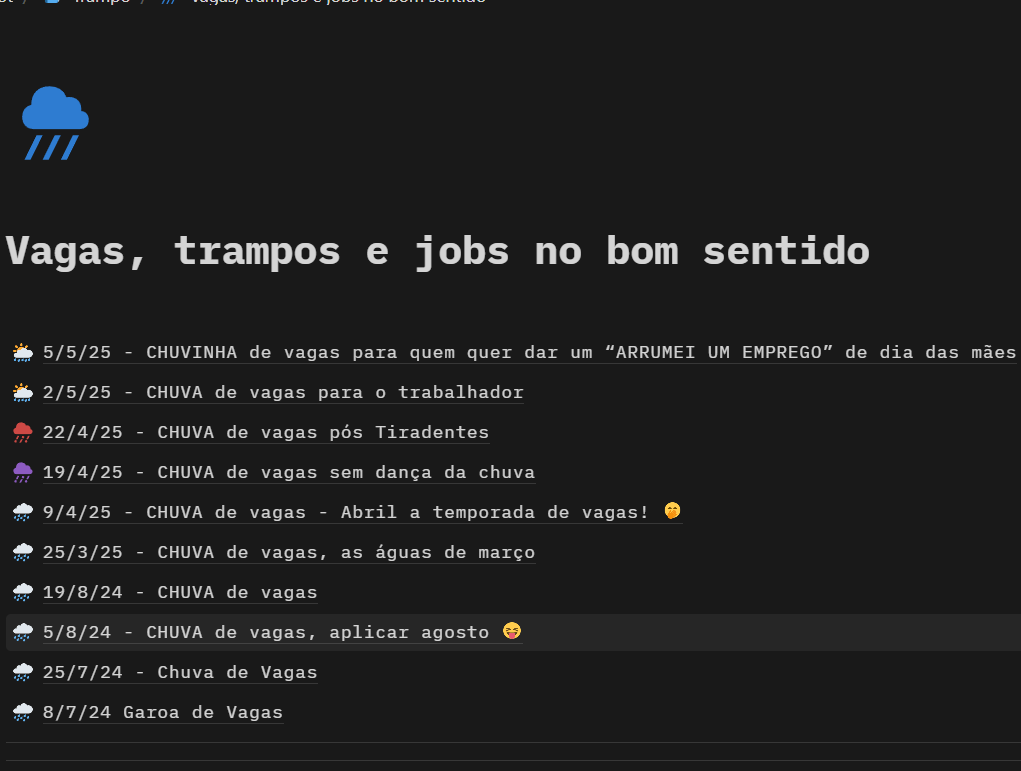 Vagas, trampos e jobs no bom sentido
Vagas, trampos e jobs no bom sentido
5/5/25 - CHUVINHA de vagas para quem quer dar um “ARRUMEI UM EMPREGO” de dia das mães
2/5/25 - CHUVA de vagas para o trabalhador
22/4/25 - CHUVA de vagas pós Tiradentes
19/4/25 - CHUVA de vagas sem dança da chuva
9/4/25 - CHUVA de vagas - Abril a temporada de vagas! 🤭
25/3/25 - CHUVA de vagas, as águas de março
19/8/24 - CHUVA de vagas
5/8/24 - CHUVA de vagas, aplicar agosto 😝
25/7/24 - Chuva de Vagas
8/7/24 Garoa de Vagas